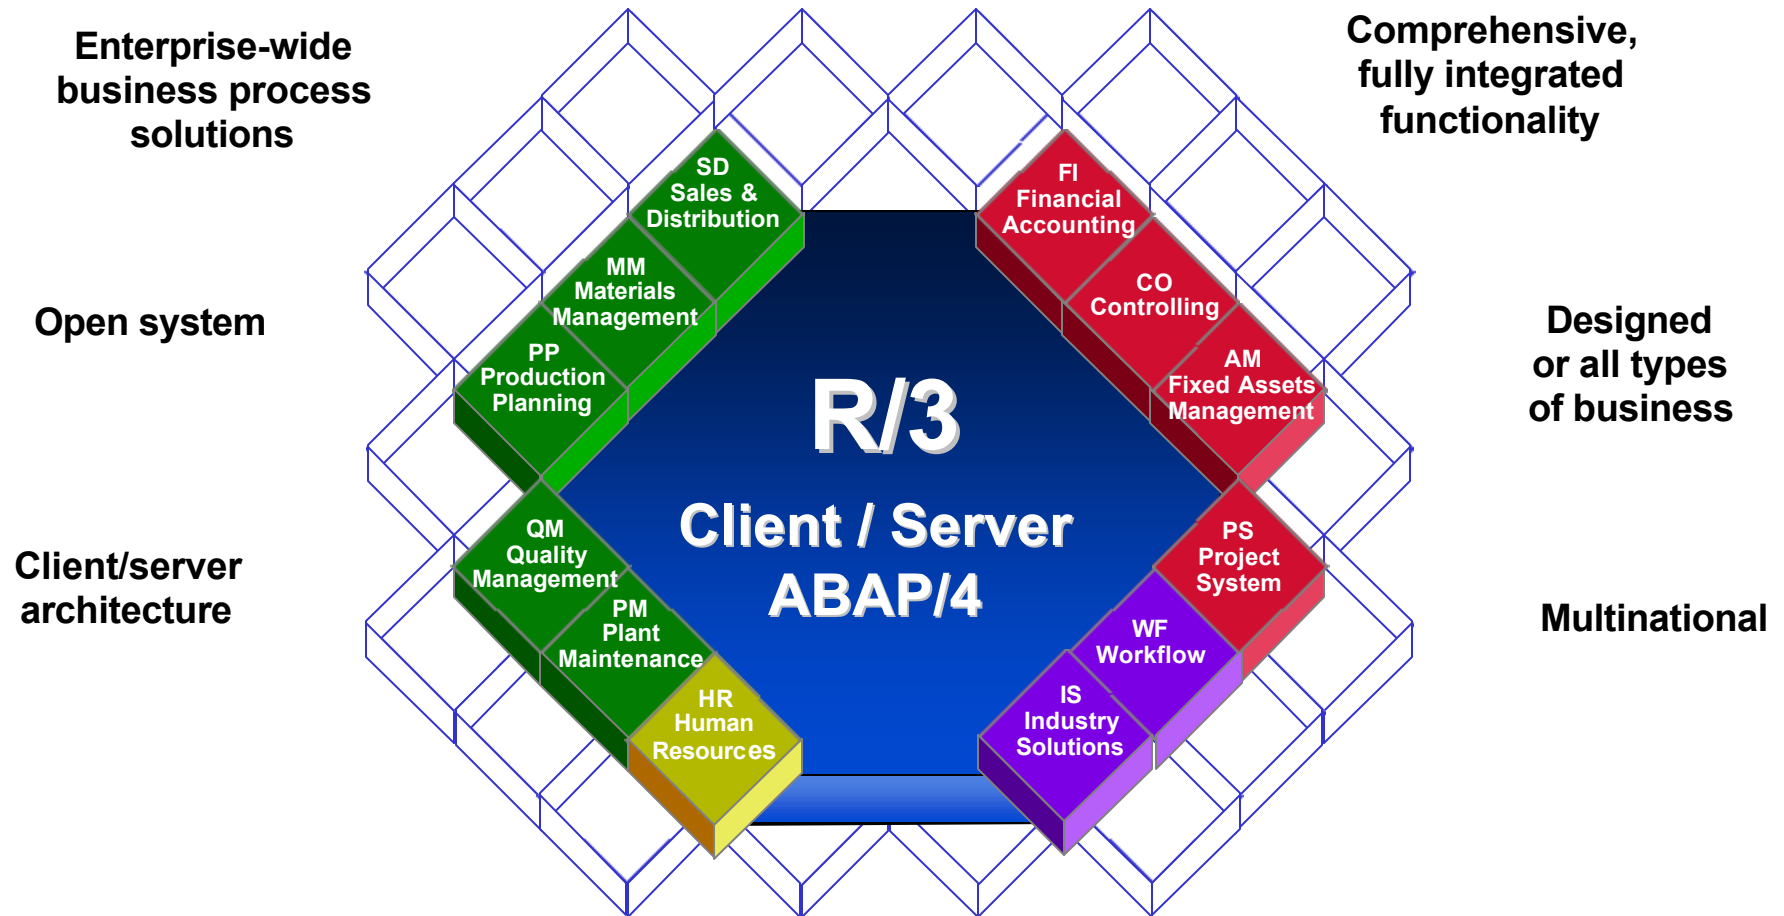 Enterprise-wide
business process
solutions
Comprehensive,
fully integrated
functionality
SD
Sales &
Distribution
FI
Financial
Accounting
MM
Materials
Management
CO
Controlling
Open system
Designed
or all types
of business
PP
Production
Planning
AM
Fixed Assets
Management
R/3
Client / Server
ABAP/4
QM
Quality
Management
PS
Project
System
Client/server
architecture
PM
Plant
Maintenance
WF
Workflow
Multinational
HR
Human
Resources
IS
Industry
Solutions